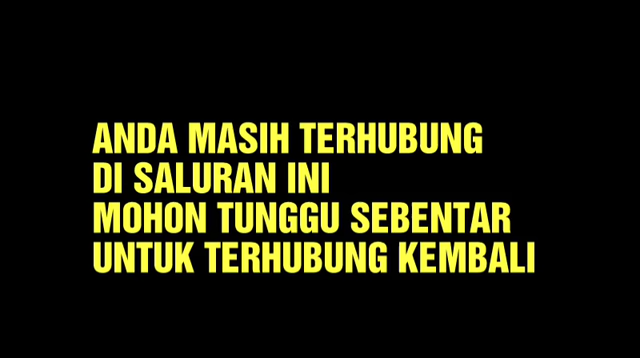 ANDA MASIH TERHUBUNG
DI SALURAN INI
MOHON TUNGGU SEBENTAR
UNTUK TERHUBUNG KEMBALI